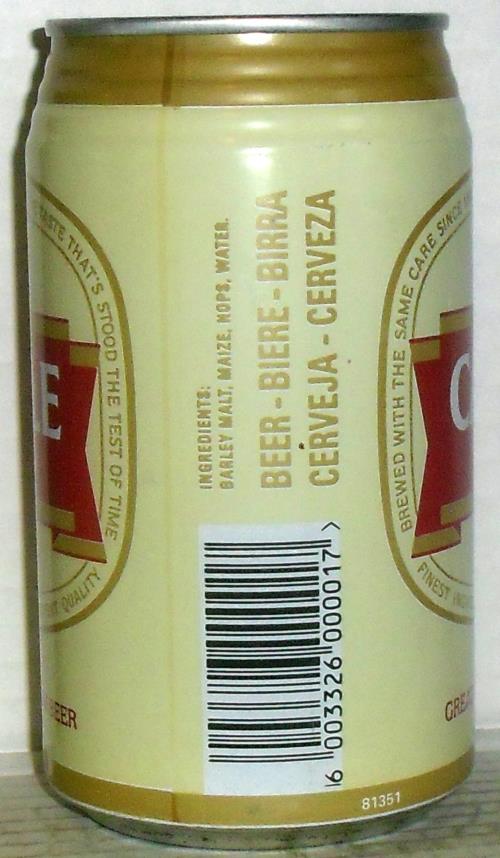 TASTE THAT'S STOOD THE TEST OF TIME
LE
QUALITY
BEER
INGREDIENTS:
BARLEY MALT, MAIZE, HOPS, WATER.
BEER - BIERE - BIRRA
CERVEJA - CERVEZA
6 003326 000017 >
81351
BREWED WITH THE SAME CARE SINCE
C
FINEST
GREA